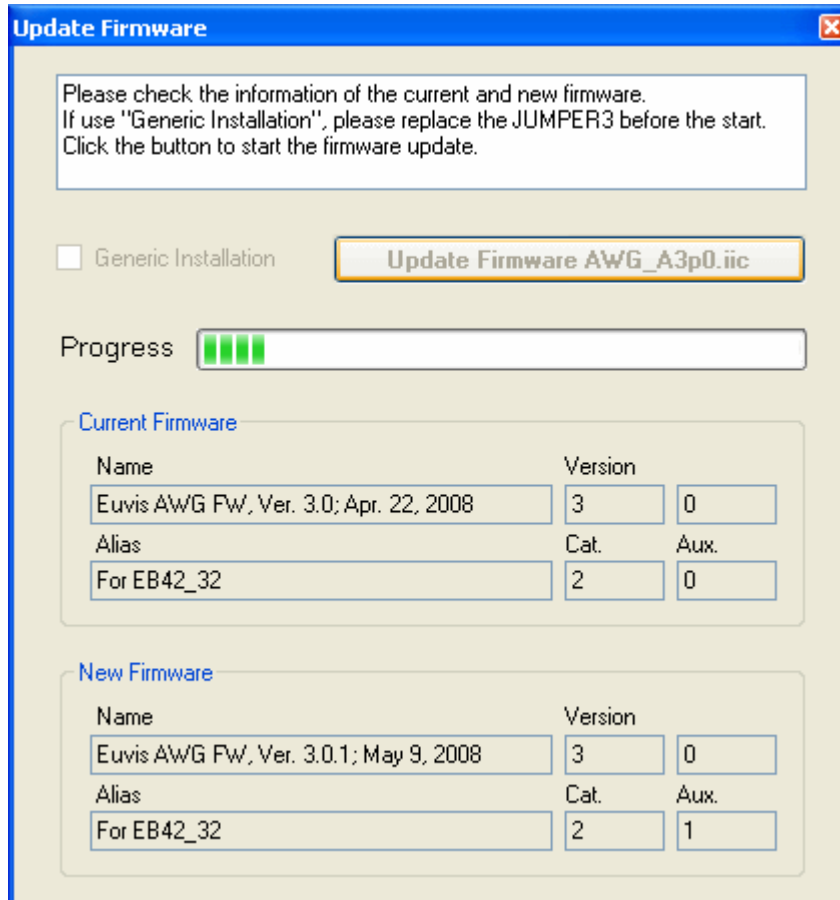 Update Firmware
Please check the information of the current and new firmware.
If use "Generic Installation", please replace the JUMPER3 before the start.
Click the button to start the firmware update.
Generic Installation
Update Firmware AWG_A3p0.iic
Progress
Current Firmware
Name Version
Euvis AWG FW, Ver. 3.0; Apr. 22, 2008 3 0
Alias Cat. Aux.
For EB42_32 2 0
New Firmware
Name Version
Euvis AWG FW, Ver. 3.0.1; May 9, 2008 3 0
Alias Cat. Aux.
For EB42_32 2 1